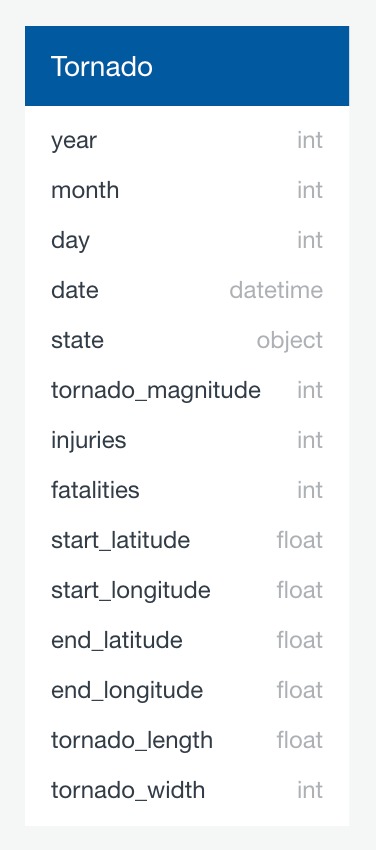 Tornado
year int
month int
day int
date datetime
state object
tornado_magnitude int
injuries int
fatalities int
start_latitude float
start_longitude float
end_latitude float
end_longitude float
tornado_length float
tornado_width int